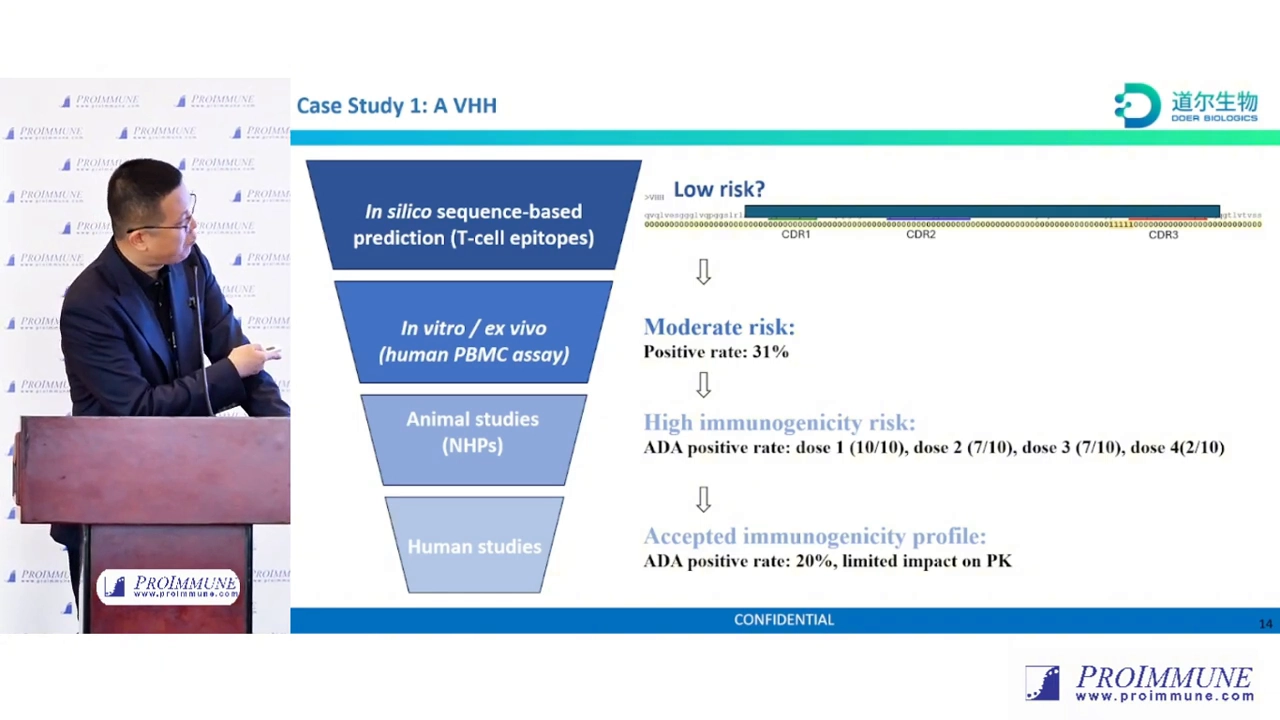 Case Study 1: A VHH
道尔生物
DOER BIOLOGICS
In silico sequence-based
prediction (T-cell epitopes)
Low risk?
CDR1
CDR2
CDR3
In vitro / ex vivo
(human PBMC assay)
Moderate risk:
Positive rate: 31%
Animal studies
(NHPs)
High immunogenicity risk:
ADA positive rate: dose 1 (10/10), dose 2 (7/10), dose 3 (7/10), dose 4(2/10)
Human studies
Accepted immunogenicity profile:
ADA positive rate: 20%, limited impact on PK
CONFIDENTIAL
14
PROIMMUNE
www.proimmune.com
PROIMMUNE
www.proimmune.com